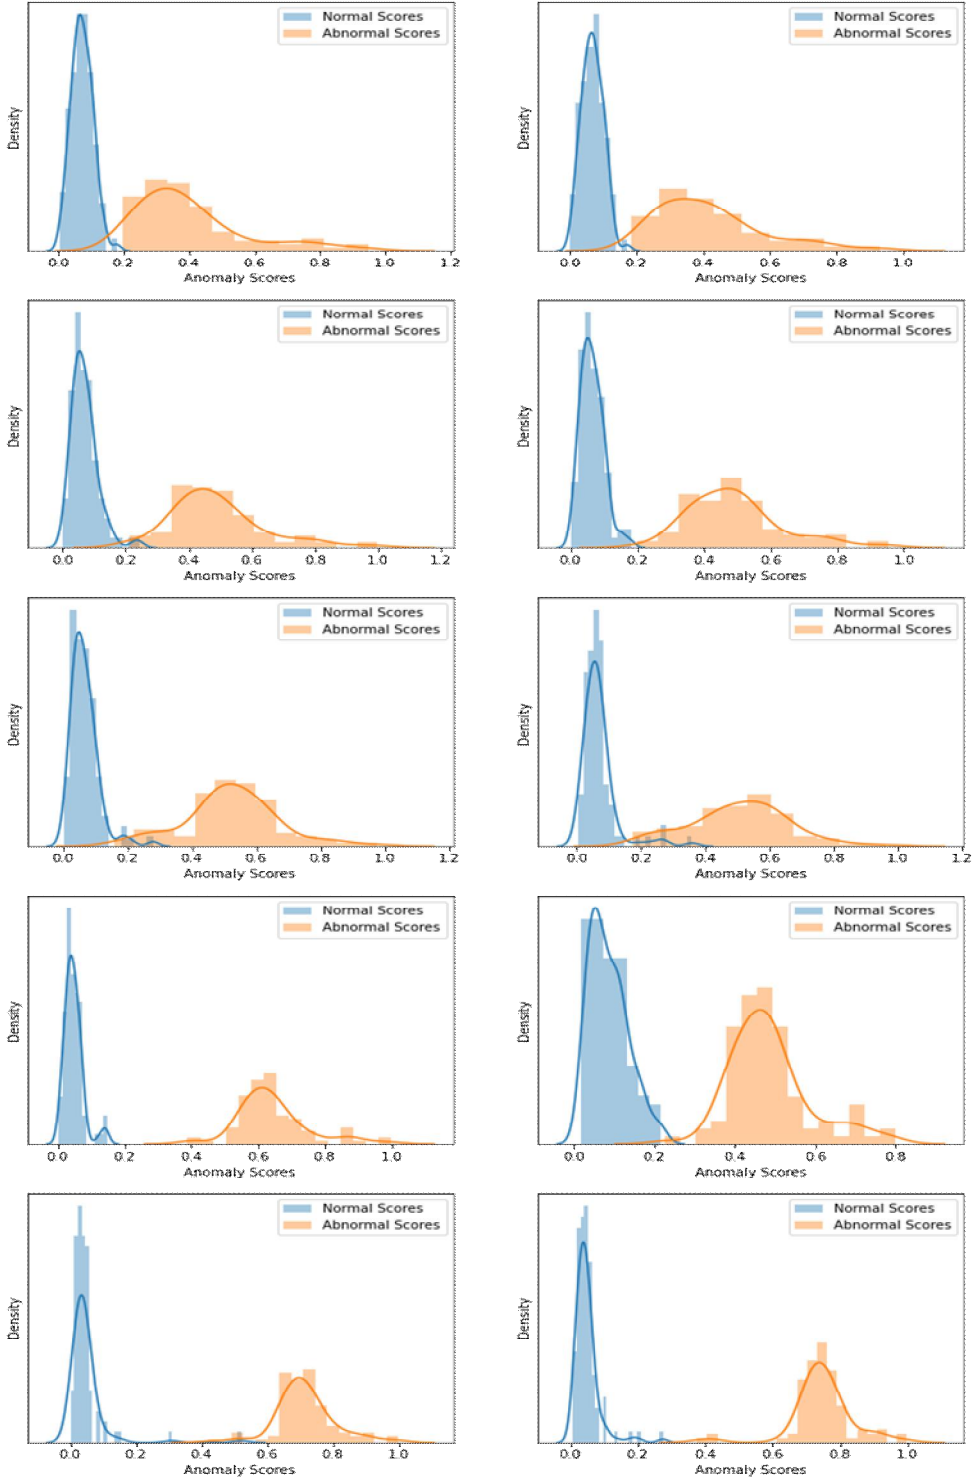 Normal Scores
Abnormal Scores
Density
0.0 0.2 0.4 0.6 0.8 1.0 1.2
Anomaly Scores
Normal Scores
Abnormal Scores
Density
0.0 0.2 0.4 0.6 0.8 1.0
Anomaly Scores
Normal Scores
Abnormal Scores
Density
0.0 0.2 0.4 0.6 0.8 1.0 1.2
Anomaly Scores
Normal Scores
Abnormal Scores
Density
0.0 0.2 0.4 0.6 0.8 1.0
Anomaly Scores
Normal Scores
Abnormal Scores
Density
0.0 0.2 0.4 0.6 0.8 1.0 1.2
Anomaly Scores
Normal Scores
Abnormal Scores
Density
0.0 0.2 0.4 0.6 0.8 1.0 1.2
Anomaly Scores
Normal Scores
Abnormal Scores
Density
0.0 0.2 0.4 0.6 0.8 1.0
Anomaly Scores
Normal Scores
Abnormal Scores
Density
0.0 0.2 0.4 0.6 0.8
Anomaly Scores
Normal Scores
Abnormal Scores
Density
0.0 0.2 0.4 0.6 0.8 1.0
Anomaly Scores
Normal Scores
Abnormal Scores
Density
0.0 0.2 0.4 0.6 0.8 1.0
Anomaly Scores